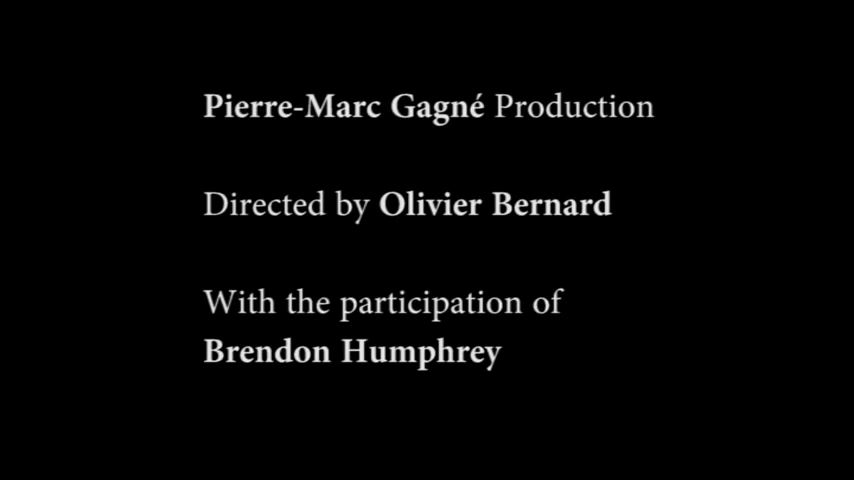 Pierre-Marc Gagné Production
Directed by Olivier Bernard
With the participation of
Brendon Humphrey